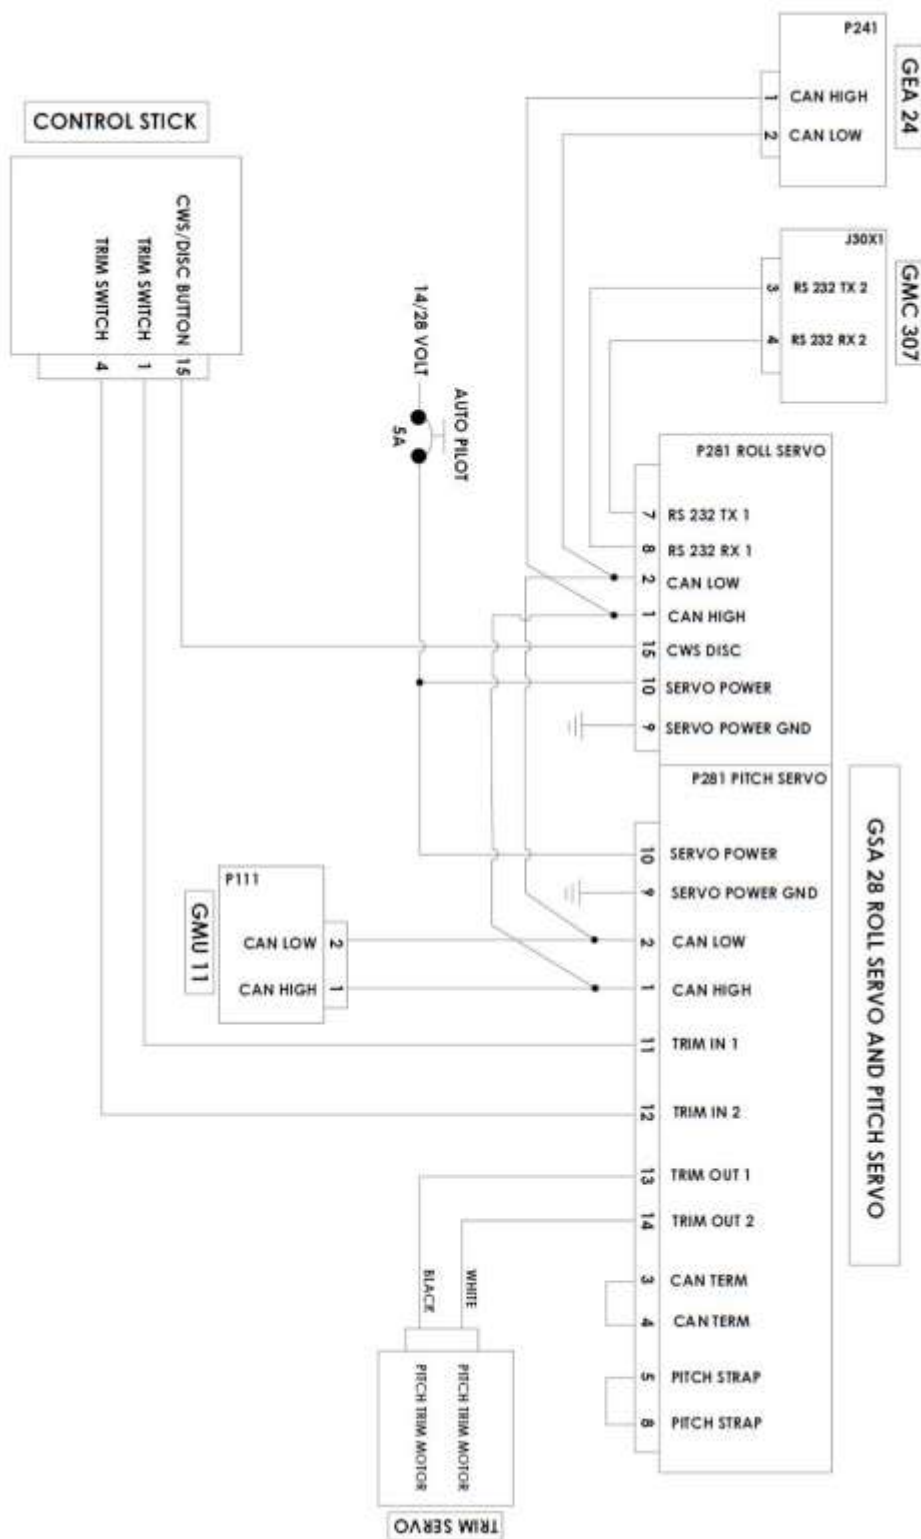 P241
GEA 24
1 CAN HIGH
2 CAN LOW
CONTROL STICK
CWS/DISC BUTTON 15
TRIM SWITCH 1
TRIM SWITCH 4
J30X1
GMC 307
3 RS 232 TX 2
4 RS 232 RX 2
14/28 VOLT
AUTO PILOT
5A
P281 ROLL SERVO
7 RS 232 TX 1
8 RS 232 RX 1
2 CAN LOW
1 CAN HIGH
15 CWS DISC
10 SERVO POWER
9 SERVO POWER GND
P281 PITCH SERVO
GSA 28 ROLL SERVO AND PITCH SERVO
10 SERVO POWER
9 SERVO POWER GND
2 CAN LOW
1 CAN HIGH
11 TRIM IN 1
12 TRIM IN 2
13 TRIM OUT 1
14 TRIM OUT 2
3 CAN TERM
4 CAN TERM
5 PITCH STRAP
8 PITCH STRAP
P111
GMU 11
CAN LOW 2
CAN HIGH 1
WHITE
BLACK
PITCH TRIM MOTOR
PITCH TRIM MOTOR
TRIM SERVO